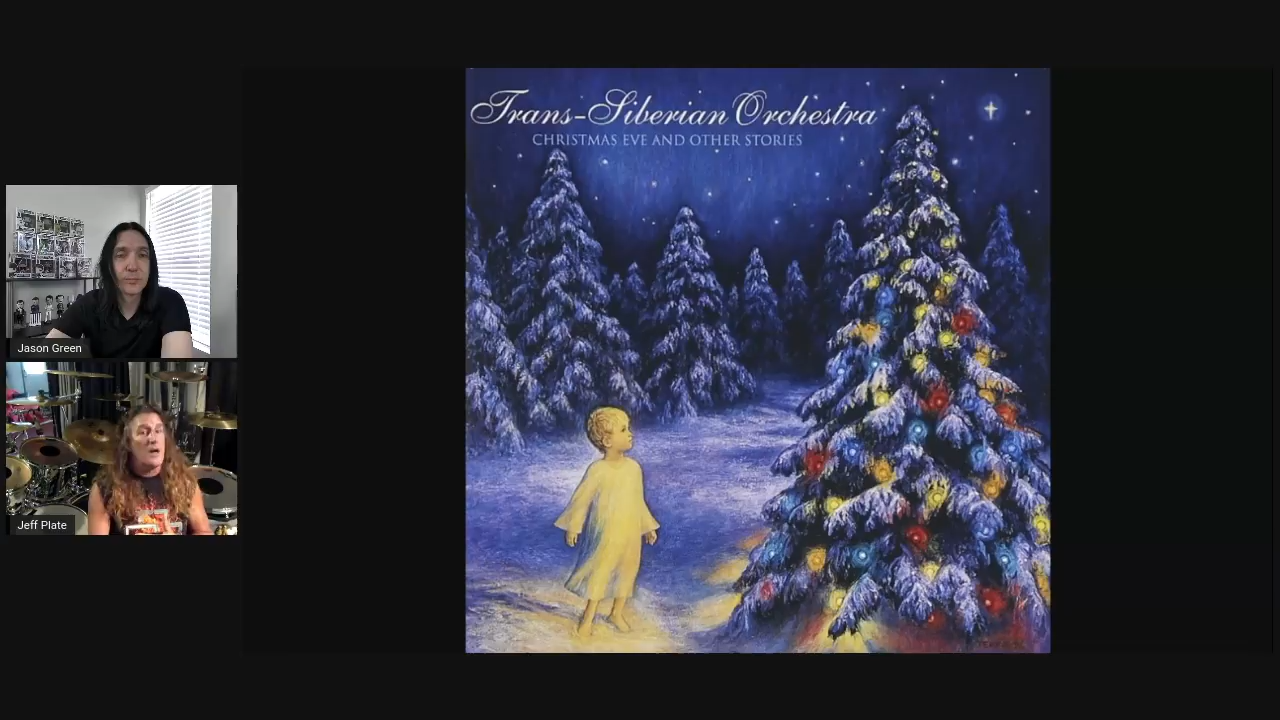 Trans-Siberian Orchestra
CHRISTMAS EVE AND OTHER STORIES
Jason Green
Jeff Plate